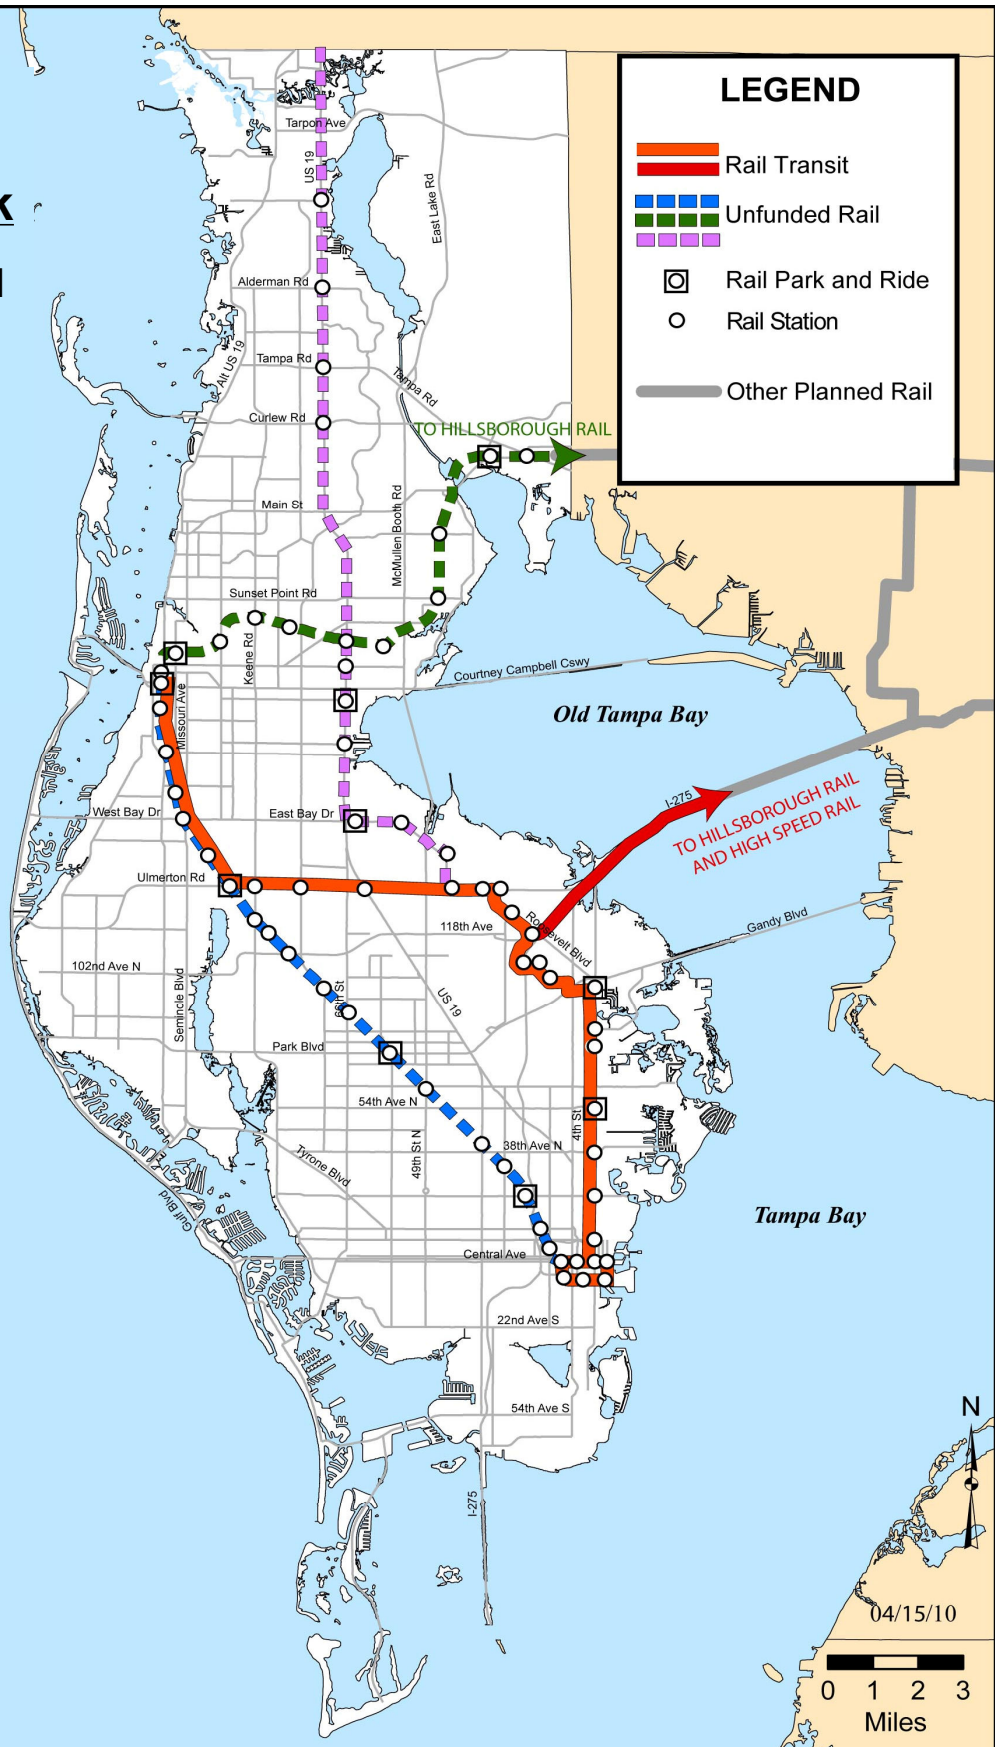 k
LEGEND
Rail Transit
Unfunded Rail
Rail Park and Ride
Rail Station
Other Planned Rail
Tarpon Ave
US 19
East Lake Rd
Alderman Rd
Alt US 19
Tampa Rd
Tampa Rd
Curlew Rd
TO HILLSBOROUGH RAIL
Main St
McMullen Booth Rd
Sunset Point Rd
Keene Rd
Courtney Campbell Cswy
Missouri Ave
Old Tampa Bay
I-275
TO HILLSBOROUGH RAIL
AND HIGH SPEED RAIL
West Bay Dr
East Bay Dr
Ulmerton Rd
Roosevelt Blvd
Gandy Blvd
118th Ave
102nd Ave N
Seminole Blvd
66th St
US 19
Park Blvd
54th Ave N
4th St
49th St N
38th Ave N
Tyrone Blvd
Gulf Blvd
Tampa Bay
Central Ave
22nd Ave S
54th Ave S
I-275
N
04/15/10
0 1 2 3
Miles